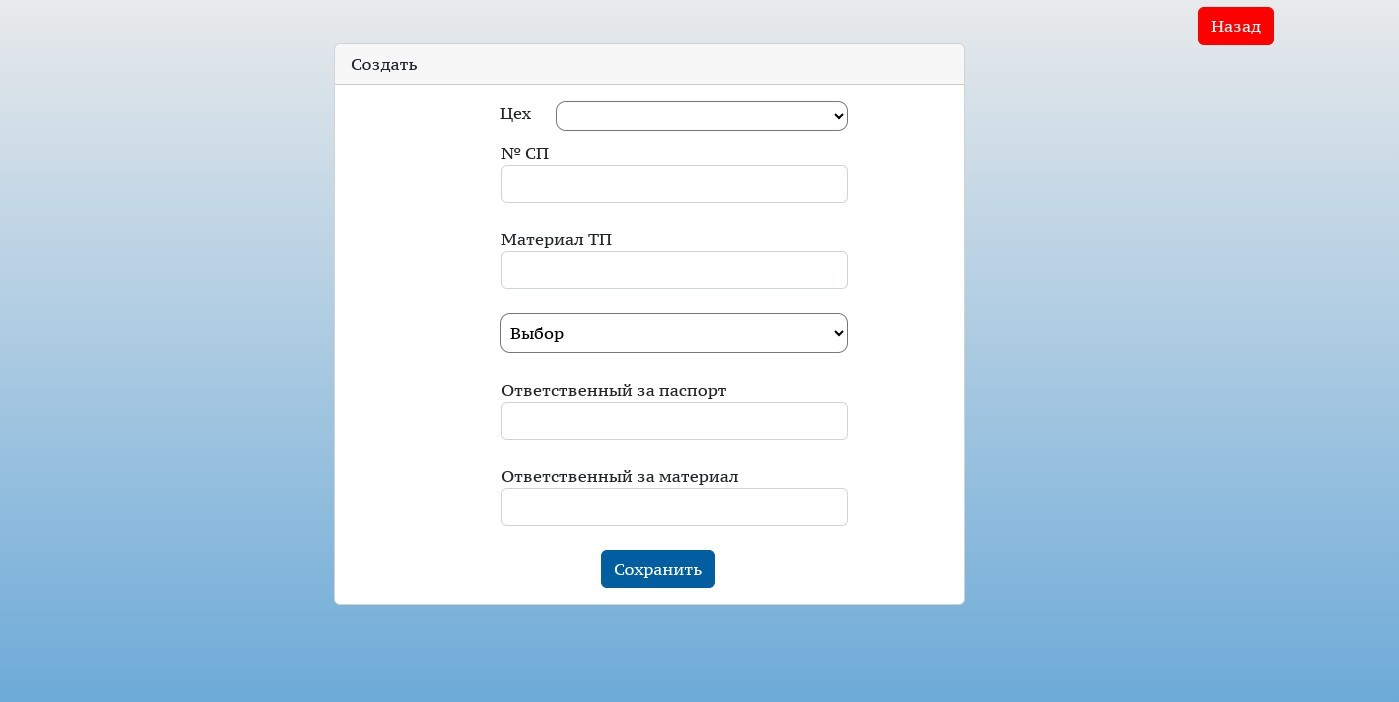 Назад
Создать
Цех
№ СП
Материал ТП
Выбор
Ответственный за паспорт
Ответственный за материал
Сохранить